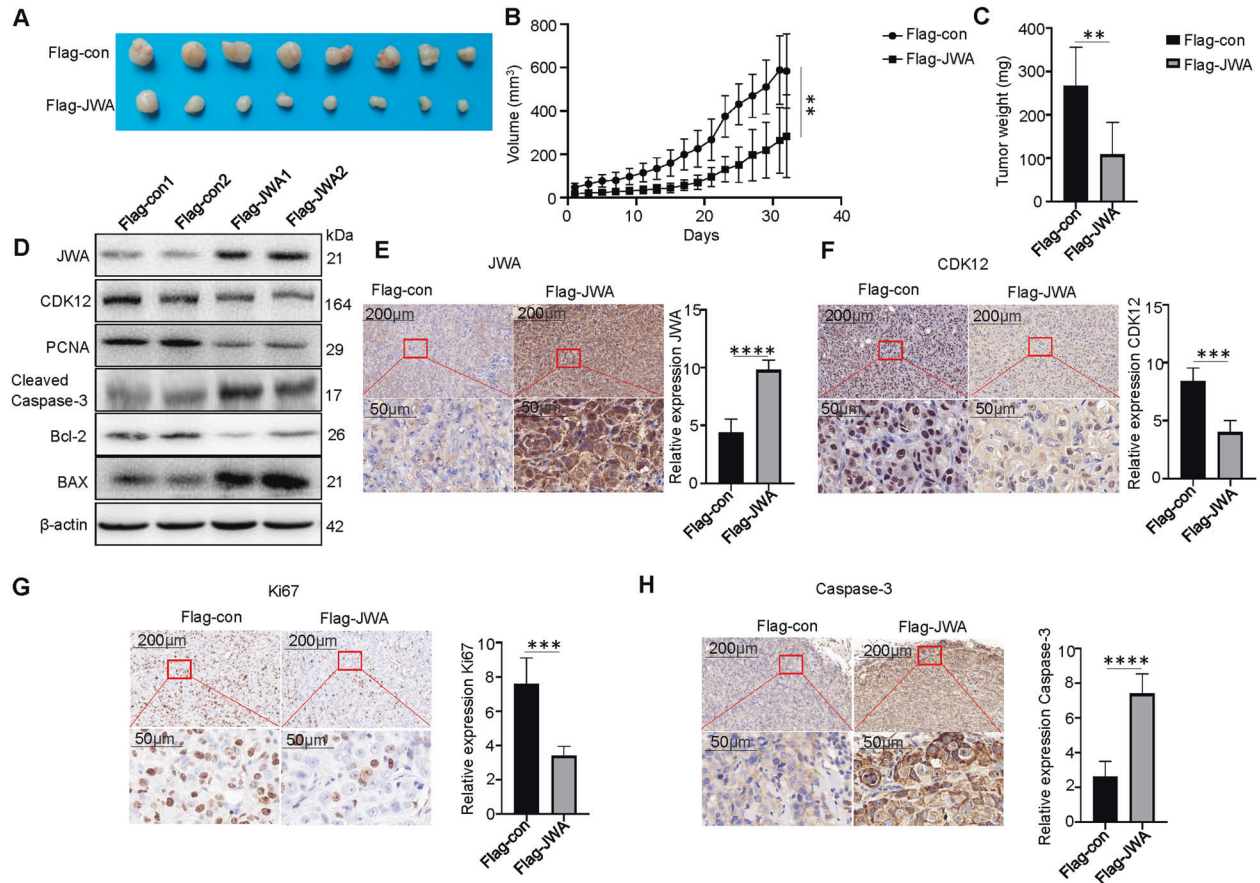 A
Flag-con
Flag-JWA
B
Volume (mm³)
800
600
400
200
0
0
10
20
30
40
Days
Flag-con
Flag-JWA
**
C
Tumor weight (mg)
400
300
200
100
0
**
Flag-con
Flag-JWA
Flag-con
Flag-JWA
D
Flag-con1
Flag-con2
Flag-JWA1
Flag-JWA2
kDa
JWA
21
CDK12
164
PCNA
29
Cleaved
Caspase-3
17
Bcl-2
26
BAX
21
β-actin
42
E
JWA
Flag-con
Flag-JWA
200μm
200μm
50μm
50μm
Relative expression JWA
15
10
5
0
****
Flag-con
Flag-JWA
F
CDK12
Flag-con
Flag-JWA
200μm
200μm
50μm
50μm
Relative expression CDK12
15
10
5
0
***
Flag-con
Flag-JWA
G
Ki67
Flag-con
Flag-JWA
200μm
200μm
50μm
50μm
Relative expression Ki67
10
8
6
4
2
0
***
Flag-con
Flag-JWA
H
Caspase-3
Flag-con
Flag-JWA
200μm
200μm
50μm
50μm
Relative expression Caspase-3
10
8
6
4
2
0
****
Flag-con
Flag-JWA